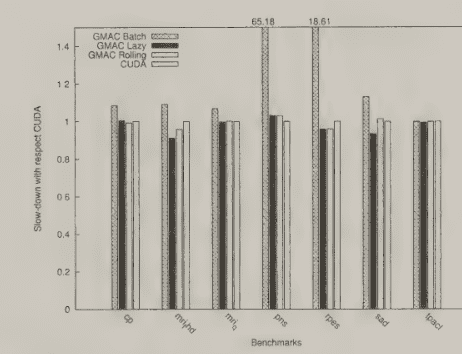 65.18 18.61
GMAC Batch
GMAC Lazy
GMAC Rolling
CUDA
1.4
1.2
1
0.8
0.6
0.4
0.2
0
Slow-down with respect CUDA
cp
mri-fhd
mri-q
pns
rpes
sad
tpacf
Benchmarks